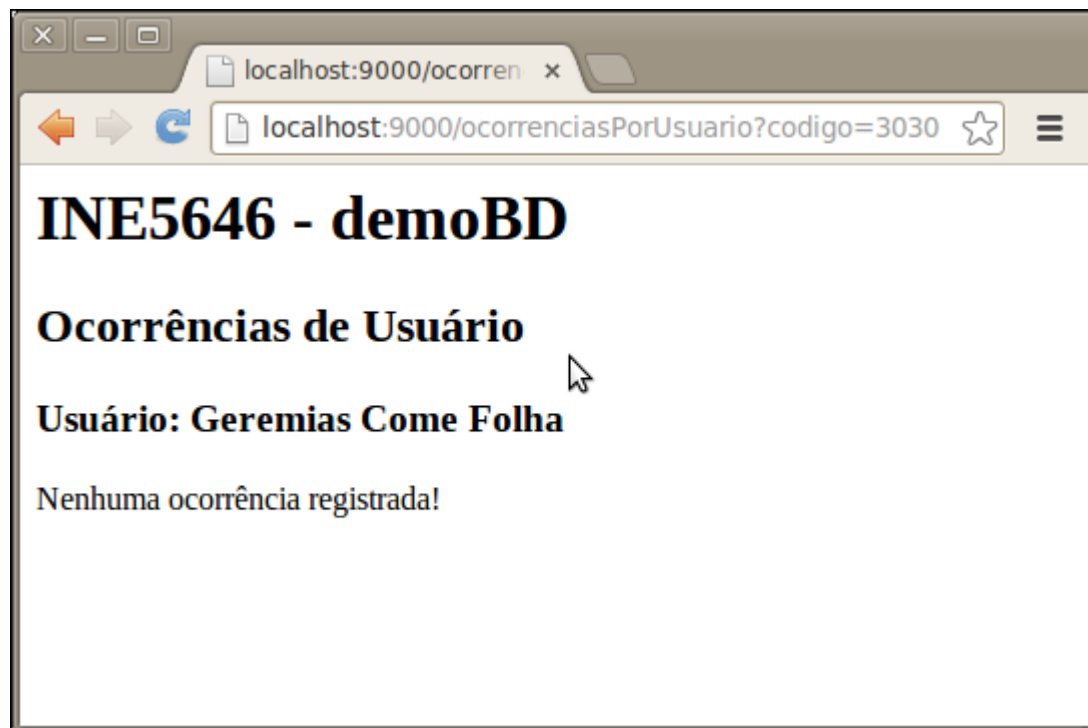 localhost:9000/ocorren
localhost:9000/ocorrenciasPorUsuario?codigo=3030
INE5646 - demoBD
Ocorrências de Usuário
Usuário: Geremias Come Folha
Nenhuma ocorrência registrada!